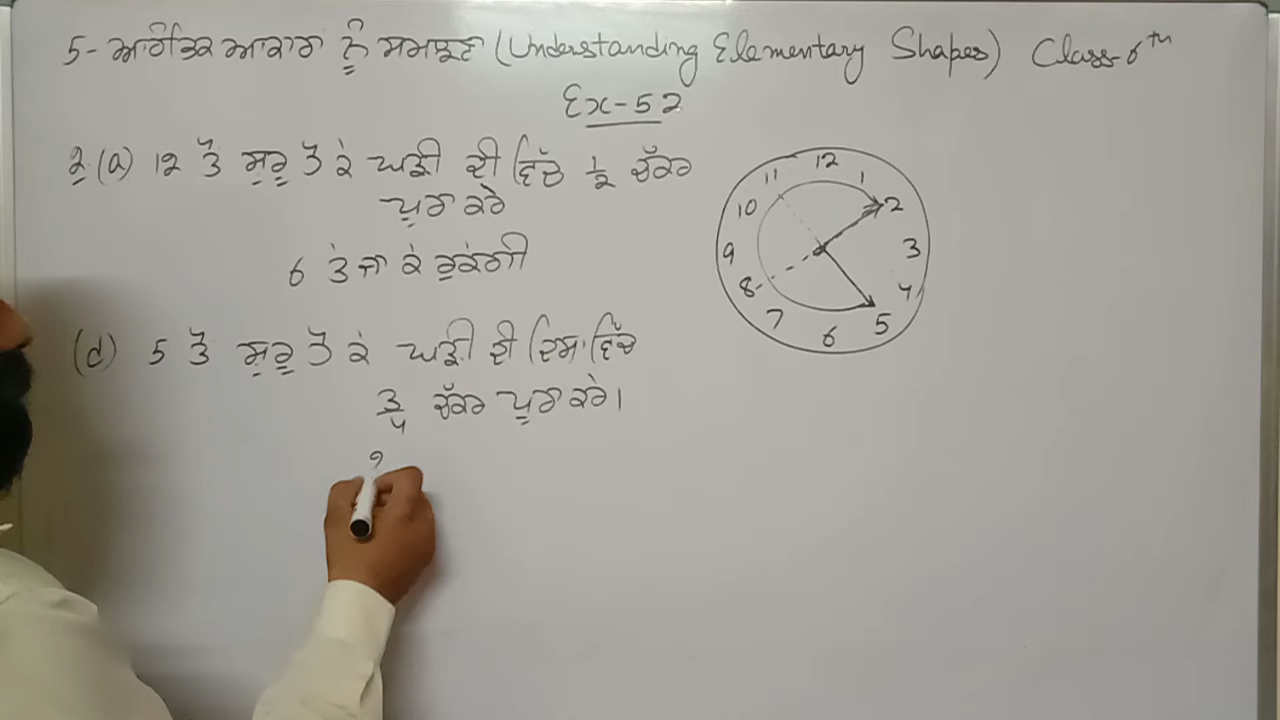 5- ਆਰੰਭਿਕ ਆਕਾਰ ਨੂੰ ਸਮਝਣਾ (Understanding Elementary Shapes) Class-6th
Ex-5 2
2. (a) 12 ਤੋਂ ਸ਼ੁਰੂ ਤੋਂ ਕੇ ਘੜੀ ਦੀ ਵਿੱਚ 1/2 ਚੱਕਰ
ਪੂਰਾ ਕਰੇ
6 ਤੇ ਜਾ ਕੇ ਰੁਕੇਗੀ
(d) 5 ਤੋਂ ਸ਼ੁਰੂ ਤੋਂ ਕੇ ਘੜੀ ਦੀ ਦਿਸ਼ਾ ਵਿੱਚ
3/4 ਚੱਕਰ ਪੂਰਾ ਕਰੇ।
12
11 1
10 2
9 3
8 4
7 5
6